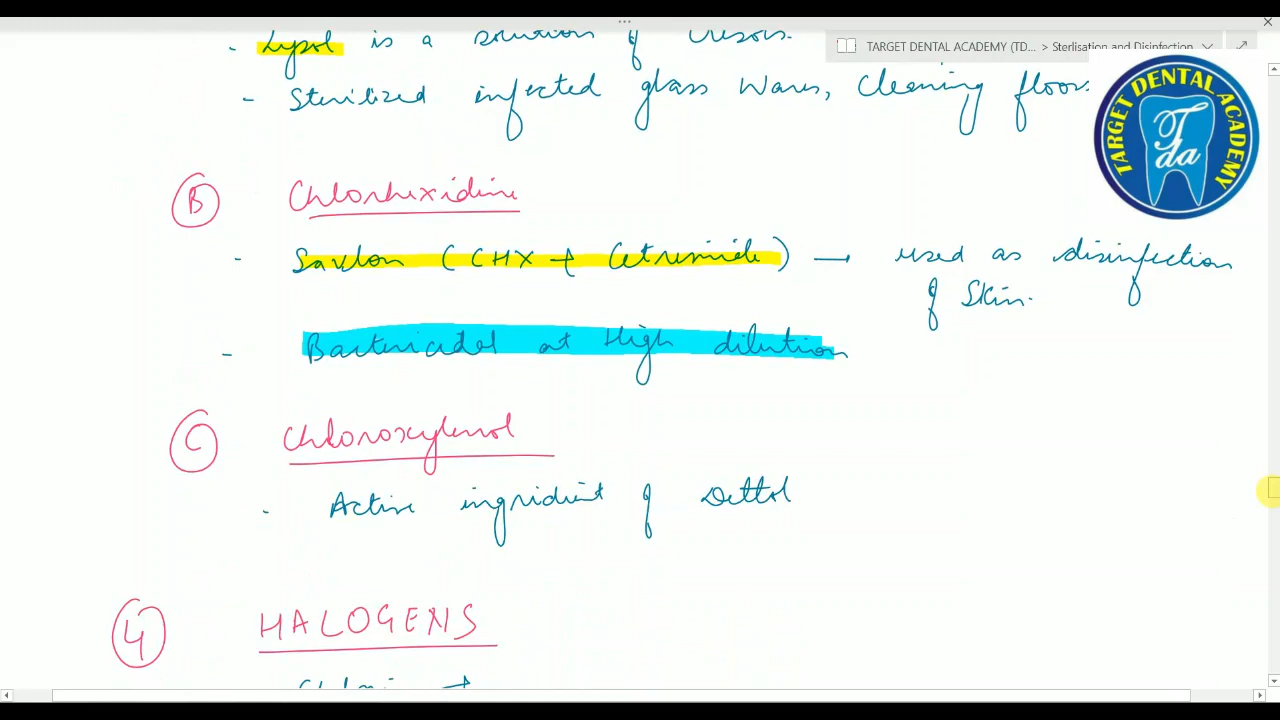 ...
TARGET DENTAL ACADEMY (TD... > Sterlisation and Disinfection
- Lysol is a solution of cresols.
- Sterilized infected glass Wares, Cleaning floors
TARGET DENTAL ACADEMY
Tda
B Chlorhexidine
- Savlon (CHX + Cetrimide) → used as disinfection
of Skin.
- Bactericidal at High dilution
C Chloroxylenol
. Active ingridient of Dettol
4 HALOGENS